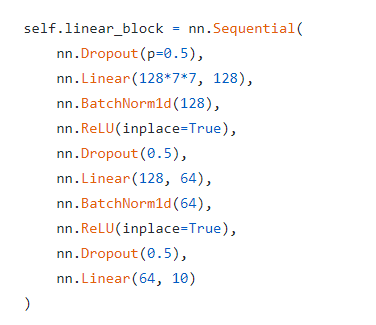 self.linear_block = nn.Sequential(
    nn.Dropout(p=0.5),
    nn.Linear(128*7*7, 128),
    nn.BatchNorm1d(128),
    nn.ReLU(inplace=True),
    nn.Dropout(0.5),
    nn.Linear(128, 64),
    nn.BatchNorm1d(64),
    nn.ReLU(inplace=True),
    nn.Dropout(0.5),
    nn.Linear(64, 10)
)